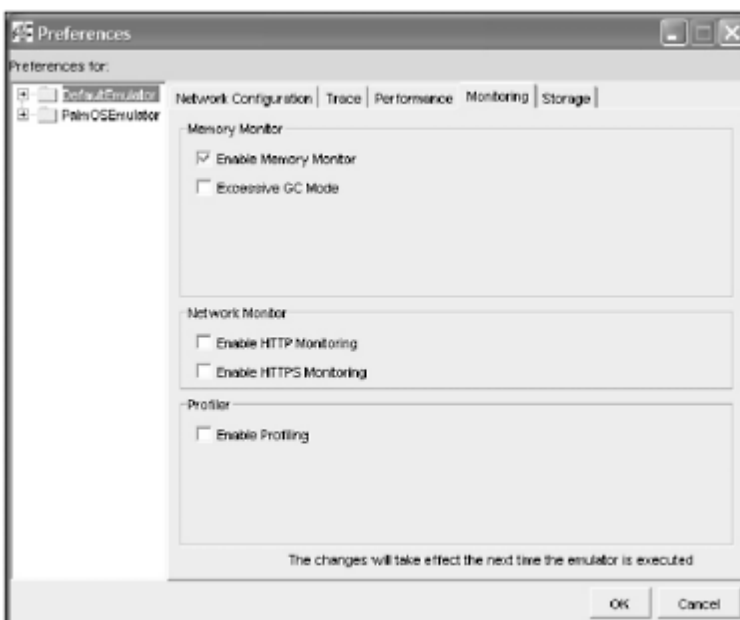 Preferences
Preferences for:
DefaultEmulator
PalmOSEmulator
Network Configuration
Trace
Performance
Monitoring
Storage
Memory Monitor
Enable Memory Monitor
Excessive GC Mode
Network Monitor
Enable HTTP Monitoring
Enable HTTPS Monitoring
Profiler
Enable Profiling
The changes will take effect the next time the emulator is executed
OK
Cancel